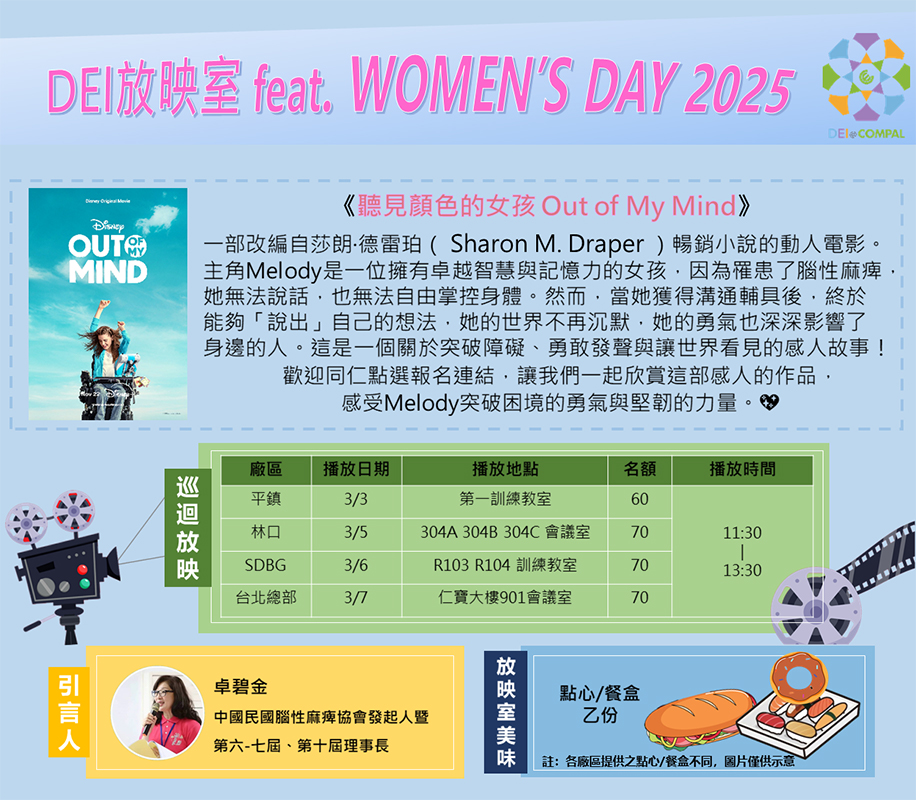 DEI放映室 feat. WOMEN'S DAY 2025
DEI@COMPAL
Disney Original Movie
Disney
OUT OF MY MIND
《聽見顏色的女孩 Out of My Mind》
一部改編自莎朗·德雷珀（ Sharon M. Draper ）暢銷小說的動人電影。
主角Melody是一位擁有卓越智慧與記憶力的女孩，因為罹患了腦性麻痺，
她無法說話，也無法自由掌控身體。然而，當她獲得溝通輔具後，終於
能夠「說出」自己的想法，她的世界不再沉默，她的勇氣也深深影響了
身邊的人。這是一個關於突破障礙、勇敢發聲與讓世界看見的感人故事！
歡迎同仁點選報名連結，讓我們一起欣賞這部感人的作品，
感受Melody突破困境的勇氣與堅韌的力量。💖
巡迴放映
廠區 播放日期 播放地點 名額 播放時間
平鎮 3/3 第一訓練教室 60
林口 3/5 304A 304B 304C 會議室 70
SDBG 3/6 R103 R104 訓練教室 70
台北總部 3/7 仁寶大樓901會議室 70
11:30
|
13:30
引言人
卓碧金
中國民國腦性麻痺協會發起人暨
第六-七屆、第十屆理事長
放映室美味
點心/餐盒
乙份
註：各廠區提供之點心/餐盒不同，圖片僅供示意